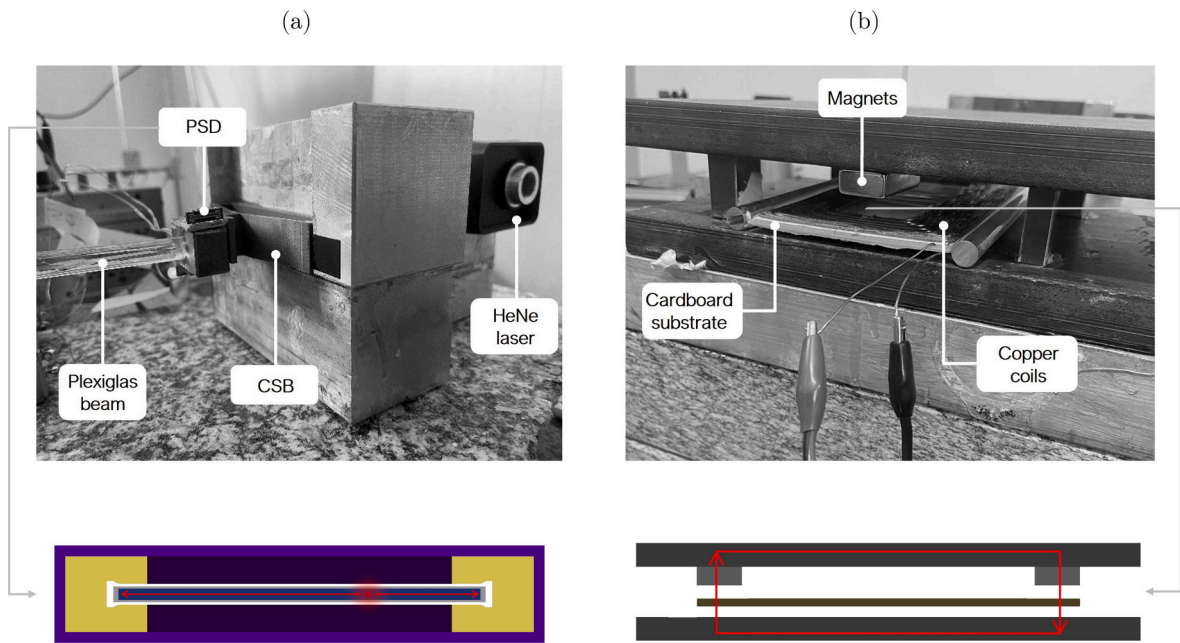 (a)
(b)
PSD
Plexiglas
beam
CSB
HeNe
laser
Magnets
Cardboard
substrate
Copper
coils